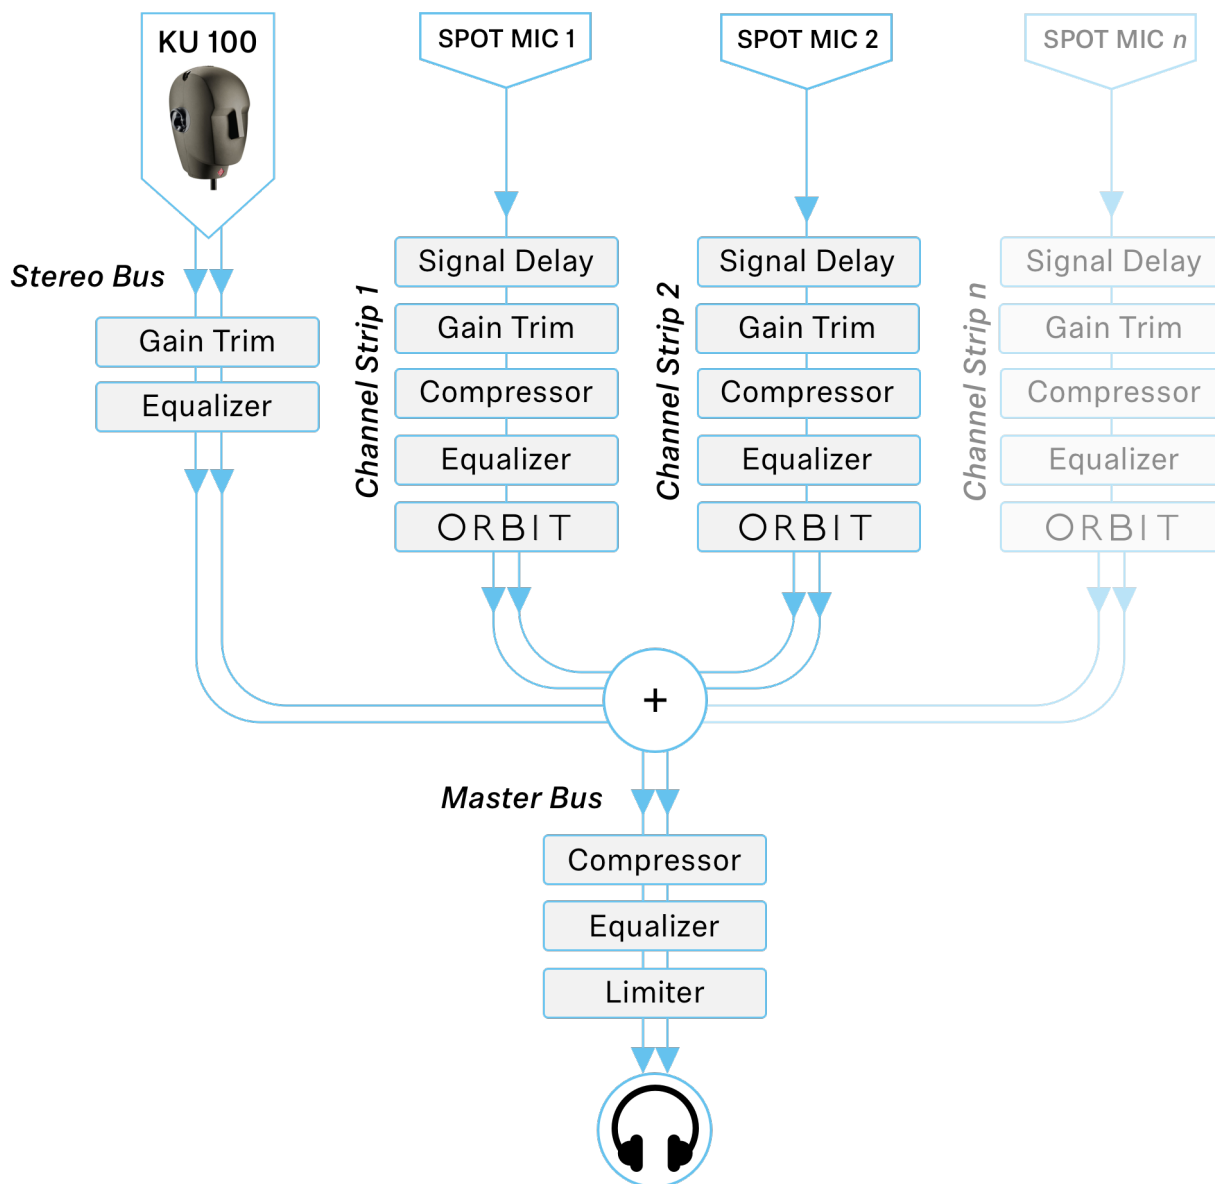 KU 100
SPOT MIC 1
SPOT MIC 2
SPOT MIC n
Stereo Bus
Gain Trim
Equalizer
Channel Strip 1
Signal Delay
Gain Trim
Compressor
Equalizer
ORBIT
Channel Strip 2
Signal Delay
Gain Trim
Compressor
Equalizer
ORBIT
Channel Strip n
Signal Delay
Gain Trim
Compressor
Equalizer
ORBIT
+
Master Bus
Compressor
Equalizer
Limiter